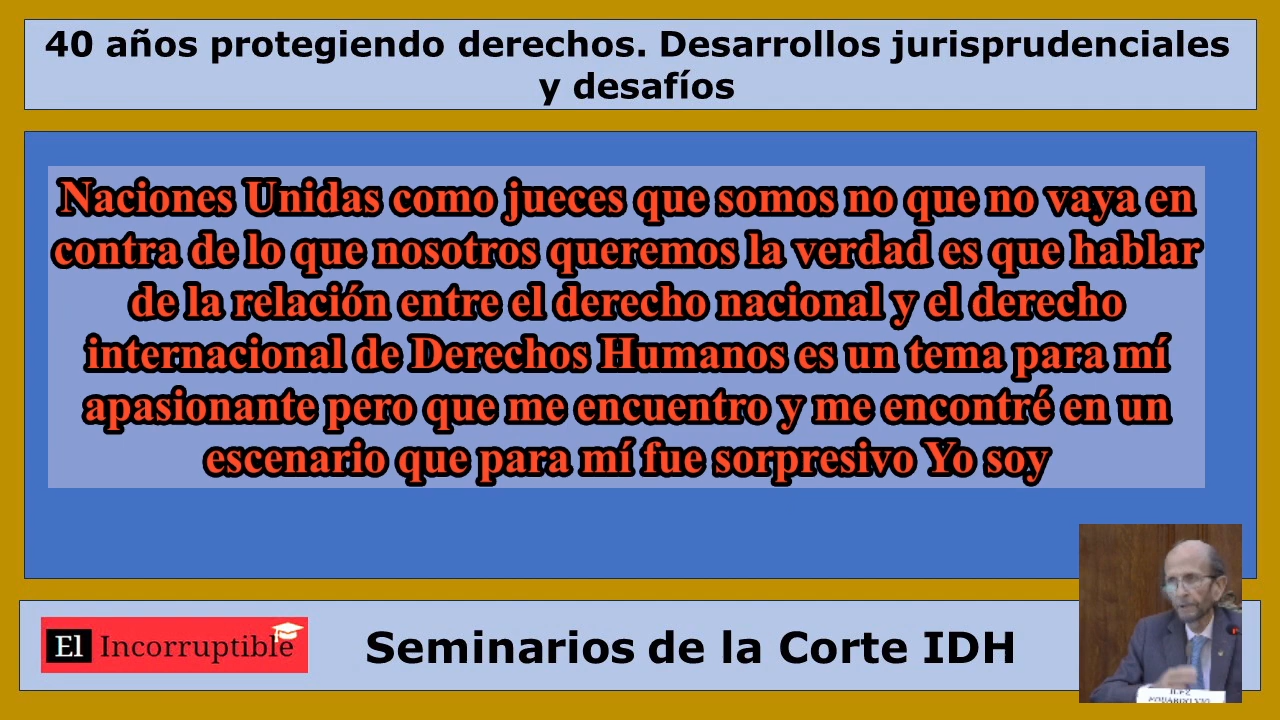 40 años protegiendo derechos. Desarrollos jurisprudenciales
y desafíos
Naciones Unidas como jueces que somos no que no vaya en
contra de lo que nosotros queremos la verdad es que hablar
de la relación entre el derecho nacional y el derecho
internacional de Derechos Humanos es un tema para mí
apasionante pero que me encuentro y me encontré en un
escenario que para mí fue sorpresivo Yo soy
El Incorruptible
Seminarios de la Corte IDH